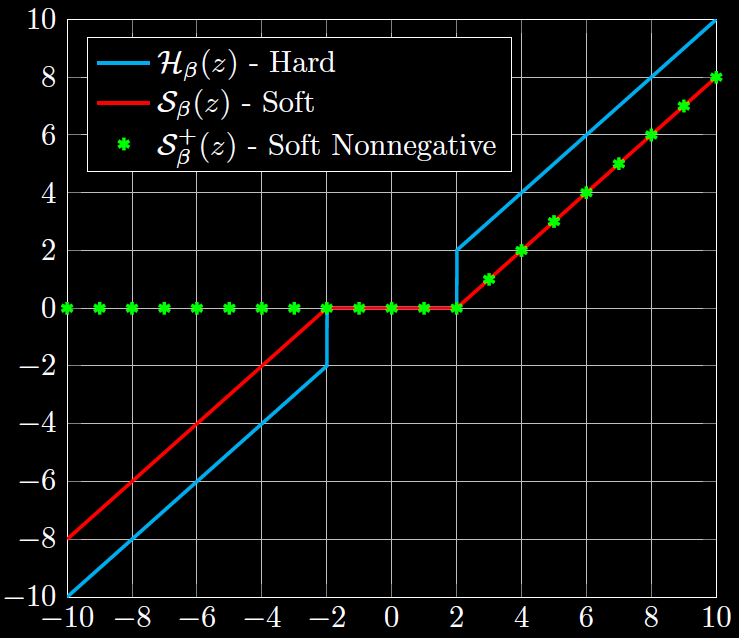 10
8
6
4
2
0
−2
−4
−6
−8
−10
𝓗_β(z) - Hard
𝓢_β(z) - Soft
𝓢_β^+(z) - Soft Nonnegative
−10 −8 −6 −4 −2 0 2 4 6 8 10